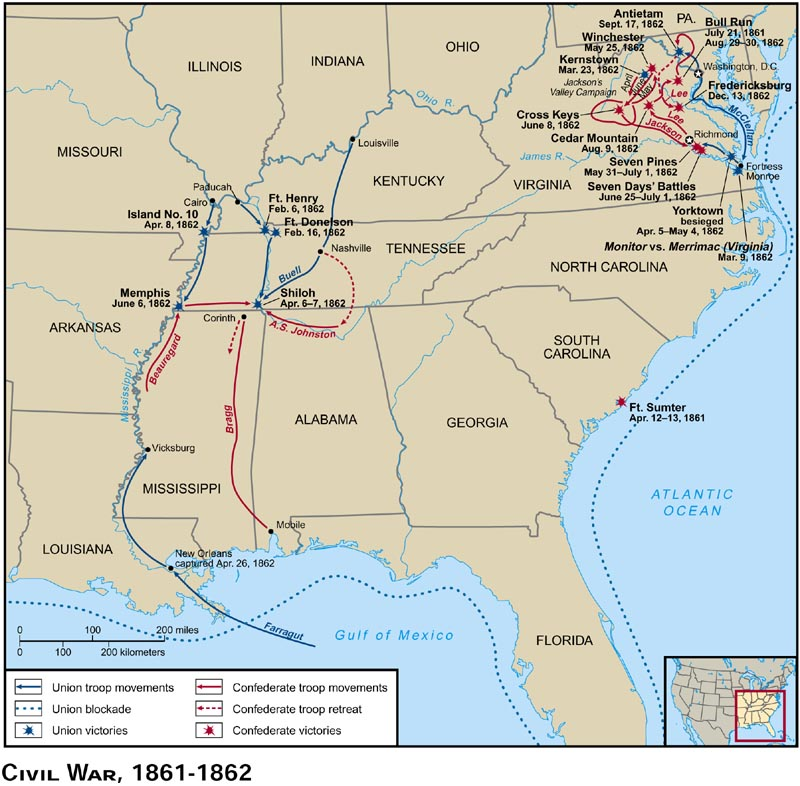 Antietam
Sept. 17, 1862
PA.
Bull Run
July 21, 1861
Aug. 29–30, 1862
Winchester
May 25, 1862
Kernstown
Mar. 23, 1862
Jackson's
Valley Campaign
April
June
May
Washington, D.C.
Lee
Fredericksburg
Dec. 13, 1862
Lee
McClellan
Cross Keys
June 8, 1862
Cedar Mountain
Aug. 9, 1862
Jackson
Richmond
James R.
Seven Pines
May 31–July 1, 1862
Fortress
Monroe
Seven Days' Battles
June 25–July 1, 1862
Yorktown
besieged
Apr. 5–May 4, 1862
Monitor vs. Merrimac (Virginia)
Mar. 9, 1862
ILLINOIS
INDIANA
OHIO
Ohio R.
Louisville
MISSOURI
KENTUCKY
VIRGINIA
Paducah
Cairo
Ft. Henry
Feb. 6, 1862
Island No. 10
Apr. 8, 1862
Ft. Donelson
Feb. 16, 1862
Nashville
TENNESSEE
NORTH CAROLINA
Buell
Memphis
June 6, 1862
Shiloh
Apr. 6–7, 1862
Corinth
A.S. Johnston
ARKANSAS
Beauregard
Mississippi R.
SOUTH
CAROLINA
Ft. Sumter
Apr. 12–13, 1861
Bragg
ALABAMA
GEORGIA
Vicksburg
MISSISSIPPI
ATLANTIC
OCEAN
Mobile
LOUISIANA
New Orleans
captured Apr. 26, 1862
Farragut
Gulf of Mexico
FLORIDA
0 100 200 miles
0 100 200 kilometers
Union troop movements
Confederate troop movements
Union blockade
Confederate troop retreat
Union victories
Confederate victories
CIVIL WAR, 1861-1862